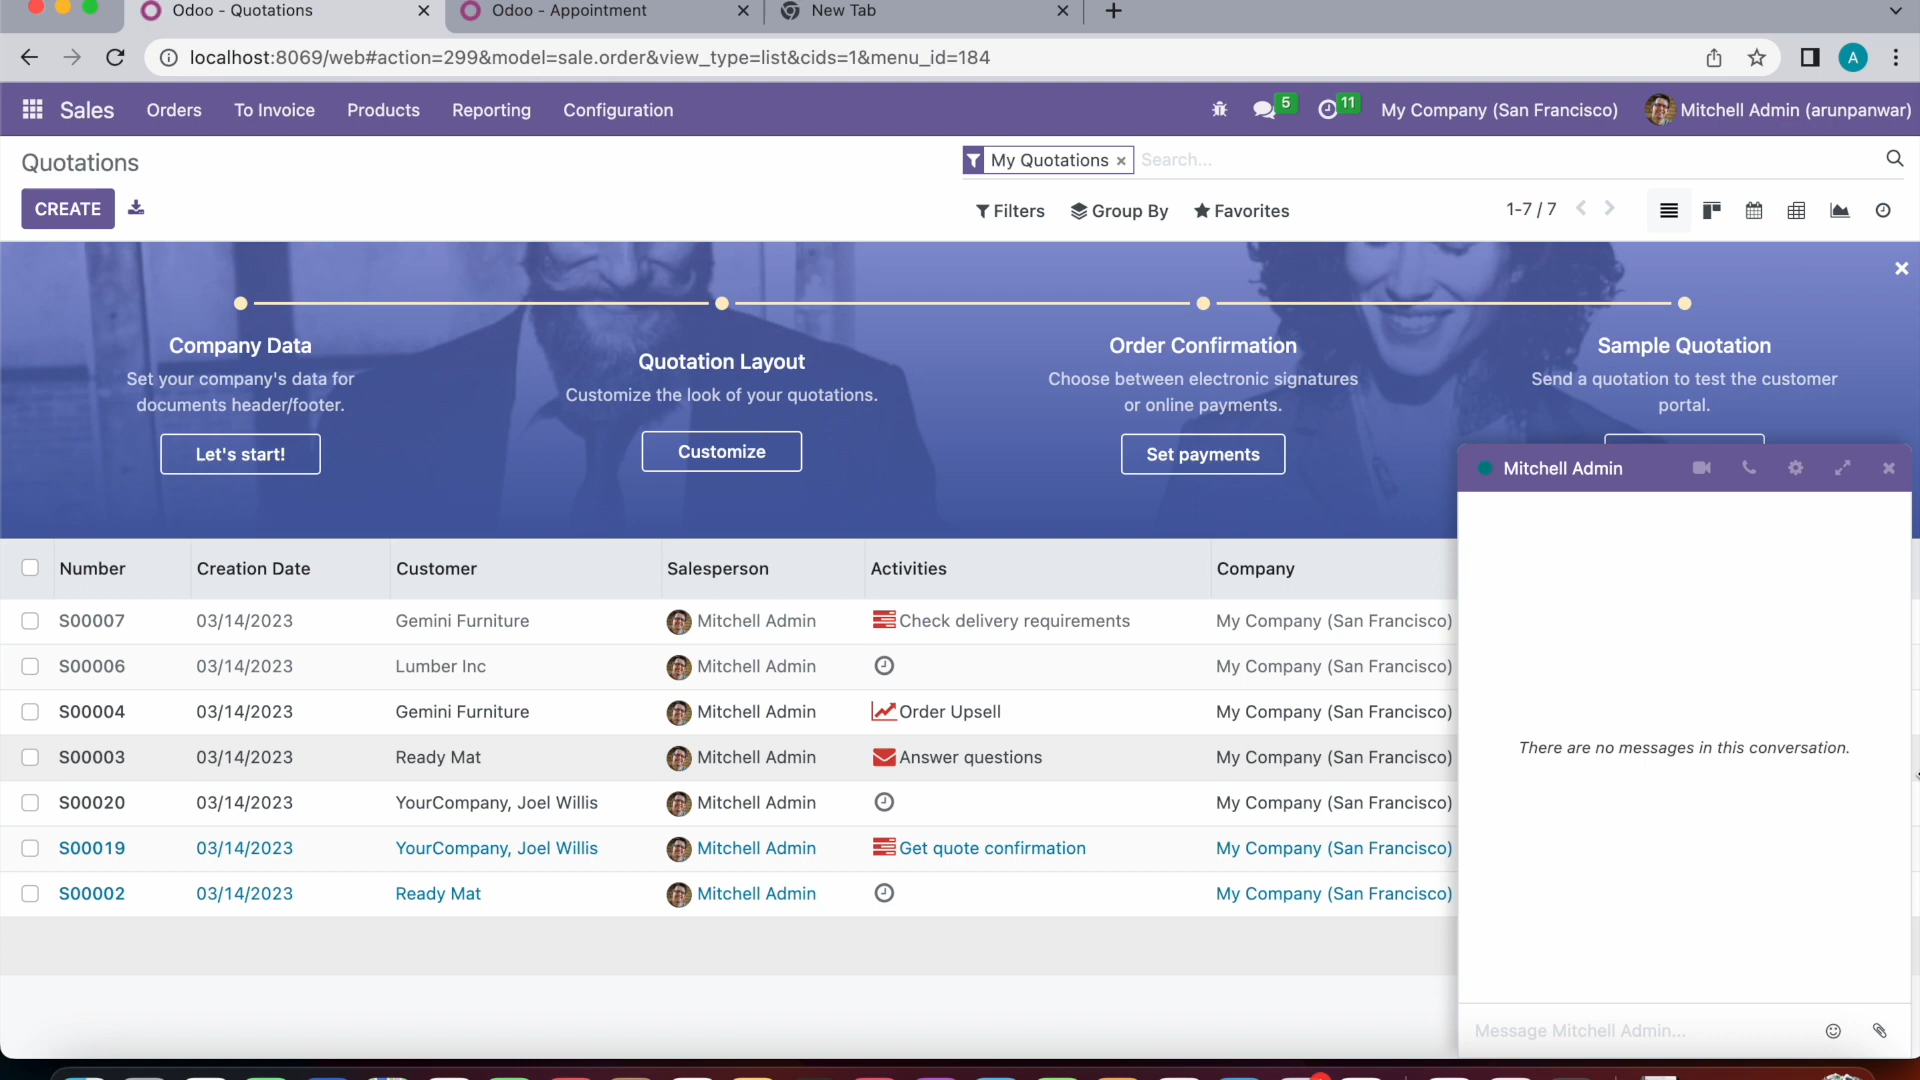 Odoo - Quotations
Odoo - Appointment
New Tab
localhost:8069/web#action=299&model=sale.order&view_type=list&cids=1&menu_id=184
A
Sales
Orders
To Invoice
Products
Reporting
Configuration
5
11
My Company (San Francisco)
Mitchell Admin (arunpanwar)
Quotations
My Quotations
Search...
CREATE
Filters
Group By
Favorites
1-7 / 7
Company Data
Set your company's data for
documents header/footer.
Let's start!
Quotation Layout
Customize the look of your quotations.
Customize
Order Confirmation
Choose between electronic signatures
or online payments.
Set payments
Sample Quotation
Send a quotation to test the customer
portal.
Number Creation Date Customer Salesperson Activities Company
S00007 03/14/2023 Gemini Furniture Mitchell Admin Check delivery requirements My Company (San Francisco)
S00006 03/14/2023 Lumber Inc Mitchell Admin My Company (San Francisco)
S00004 03/14/2023 Gemini Furniture Mitchell Admin Order Upsell My Company (San Francisco)
S00003 03/14/2023 Ready Mat Mitchell Admin Answer questions My Company (San Francisco)
S00020 03/14/2023 YourCompany, Joel Willis Mitchell Admin My Company (San Francisco)
S00019 03/14/2023 YourCompany, Joel Willis Mitchell Admin Get quote confirmation My Company (San Francisco)
S00002 03/14/2023 Ready Mat Mitchell Admin My Company (San Francisco)
Mitchell Admin
There are no messages in this conversation.
Message Mitchell Admin...